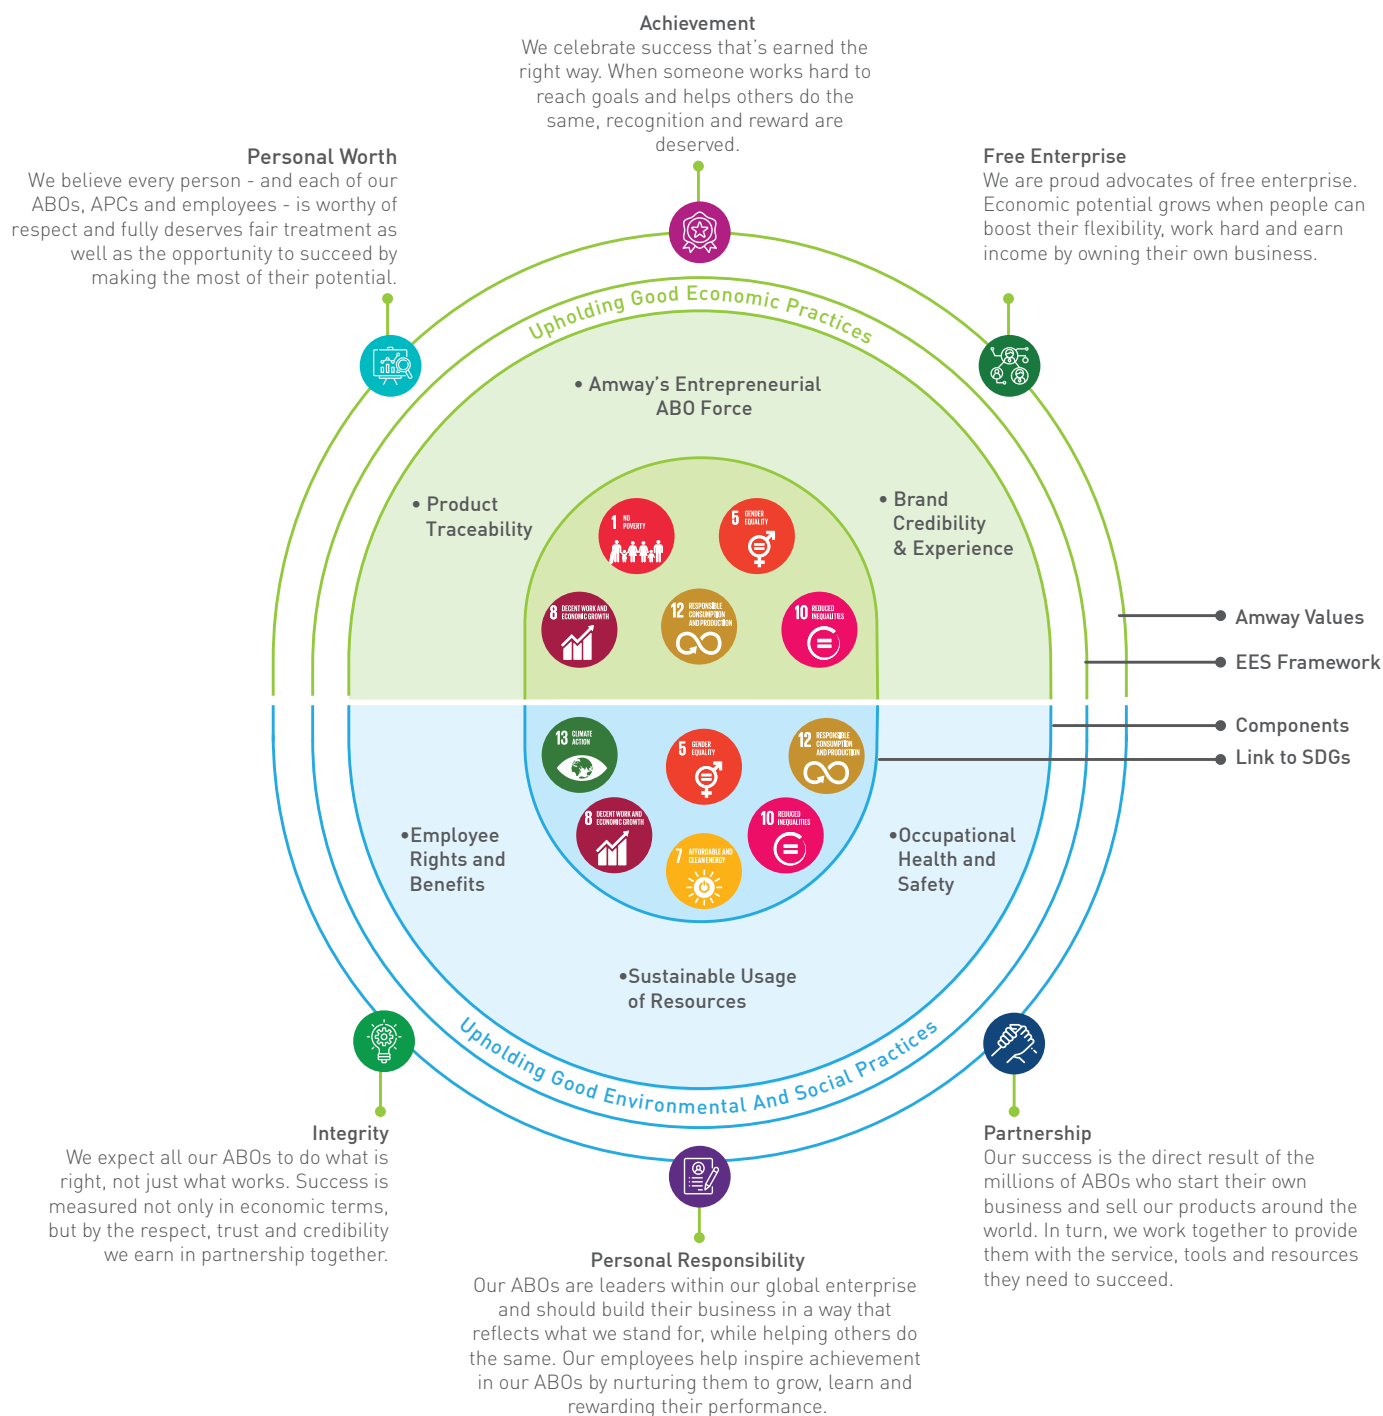 Achievement
We celebrate success that's earned the
right way. When someone works hard to
reach goals and helps others do the
same, recognition and reward are
deserved.
Personal Worth
We believe every person - and each of our
ABOs, APCs and employees - is worthy of
respect and fully deserves fair treatment as
well as the opportunity to succeed by
making the most of their potential.
Free Enterprise
We are proud advocates of free enterprise.
Economic potential grows when people can
boost their flexibility, work hard and earn
income by owning their own business.
Upholding Good Economic Practices
• Amway's Entrepreneurial
ABO Force
• Product
Traceability
• Brand
Credibility
& Experience
1 NO
POVERTY
5 GENDER
EQUALITY
8 DECENT WORK AND
ECONOMIC GROWTH
12 RESPONSIBLE
CONSUMPTION
AND PRODUCTION
10 REDUCED
INEQUALITIES
Amway Values
EES Framework
Components
Link to SDGs
13 CLIMATE
ACTION
5 GENDER
EQUALITY
12 RESPONSIBLE
CONSUMPTION
AND PRODUCTION
8 DECENT WORK AND
ECONOMIC GROWTH
10 REDUCED
INEQUALITIES
7 AFFORDABLE AND
CLEAN ENERGY
•Employee
Rights and
Benefits
•Occupational
Health and
Safety
•Sustainable Usage
of Resources
Upholding Good Environmental And Social Practices
Integrity
We expect all our ABOs to do what is
right, not just what works. Success is
measured not only in economic terms,
but by the respect, trust and credibility
we earn in partnership together.
Partnership
Our success is the direct result of the
millions of ABOs who start their own
business and sell our products around the
world. In turn, we work together to provide
them with the service, tools and resources
they need to succeed.
Personal Responsibility
Our ABOs are leaders within our global enterprise
and should build their business in a way that
reflects what we stand for, while helping others do
the same. Our employees help inspire achievement
in our ABOs by nurturing them to grow, learn and
rewarding their performance.